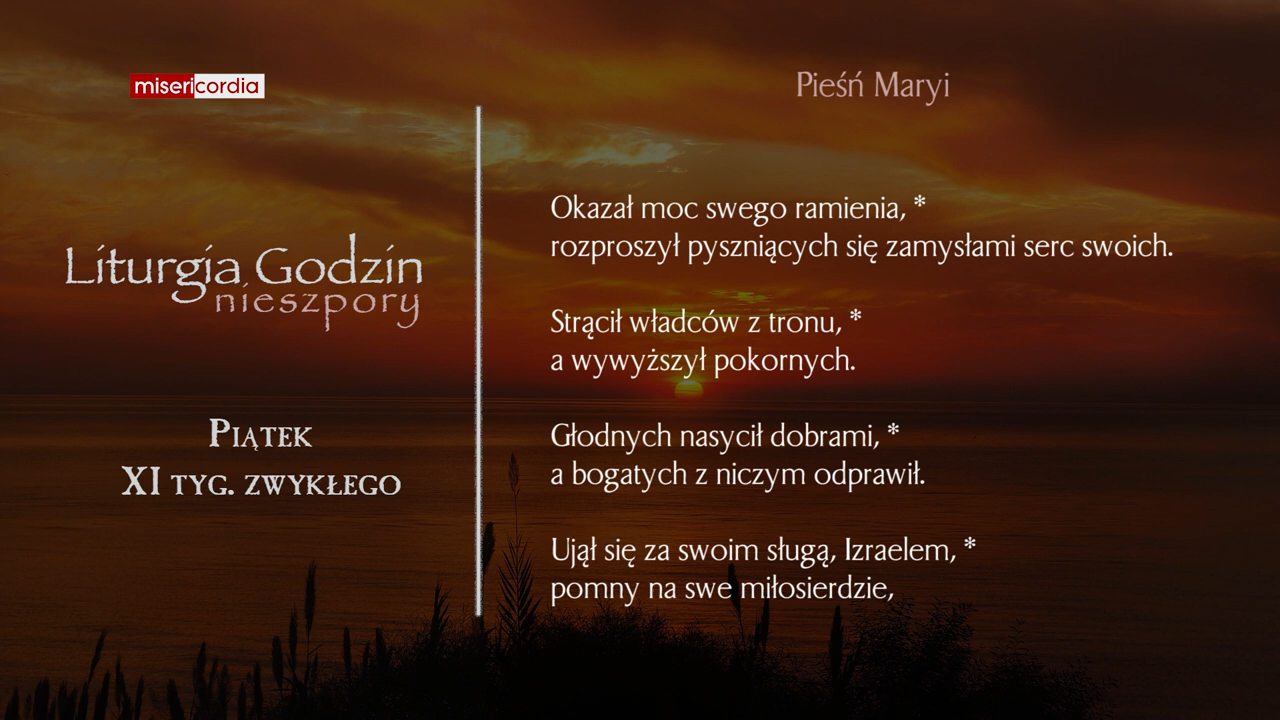 misericordia
Liturgia Godzin
nieszpory
Piątek
XI tyg. zwykłego
Pieśń Maryi
Okazał moc swego ramienia, *
rozproszył pyszniących się zamysłami serc swoich.
Strącił władców z tronu, *
a wywyższył pokornych.
Głodnych nasycił dobrami, *
a bogatych z niczym odprawił.
Ujął się za swoim sługą, Izraelem, *
pomny na swe miłosierdzie,